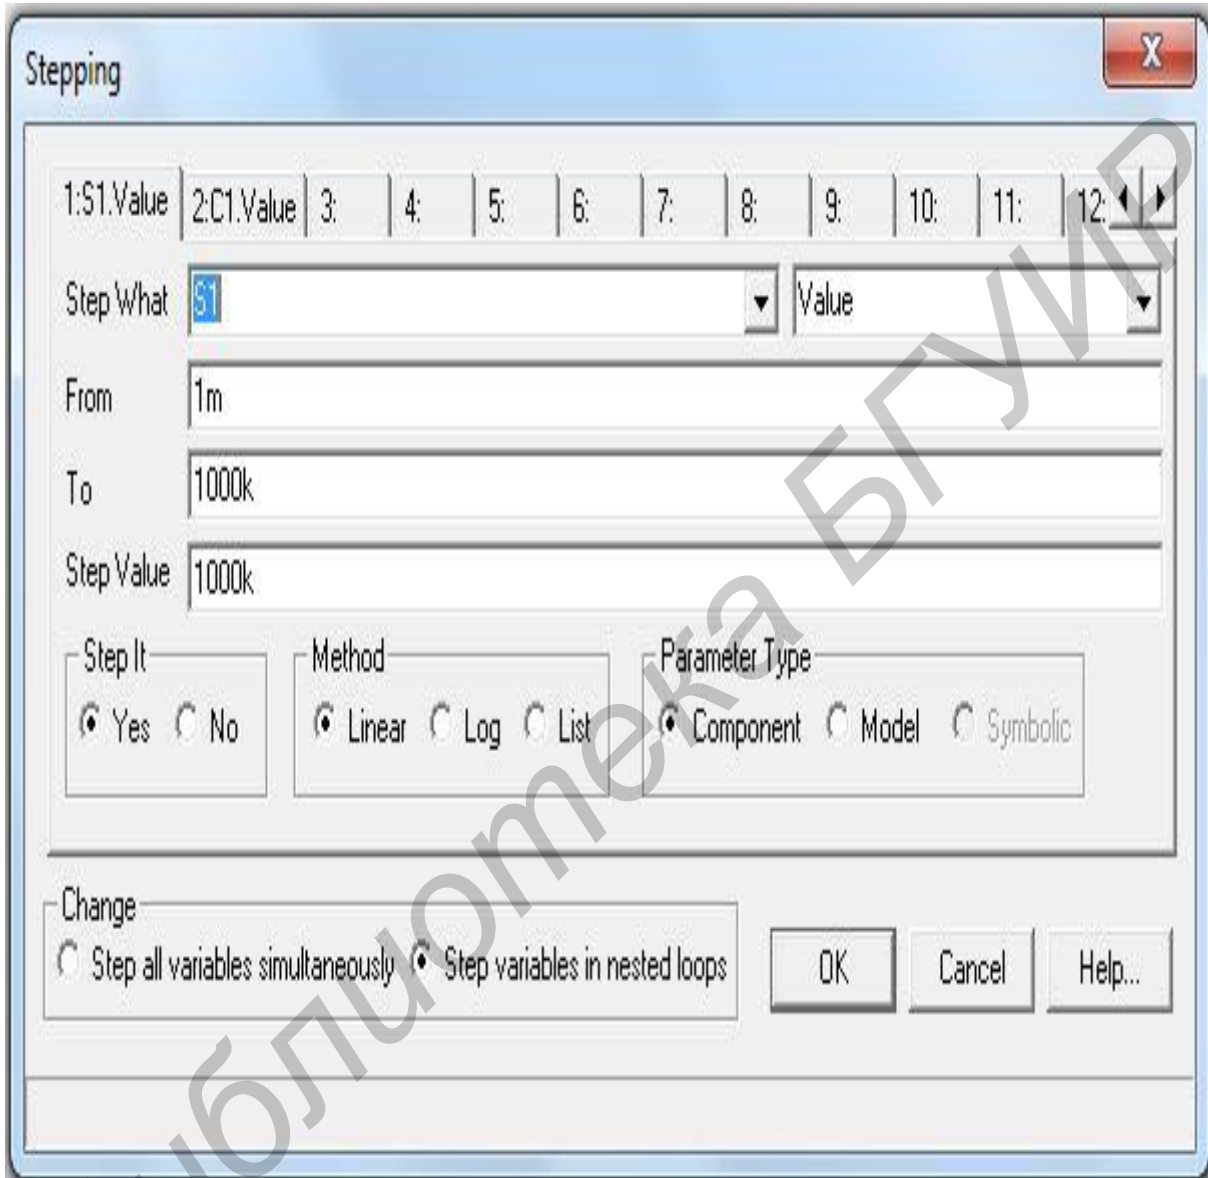 Stepping
X
1:S1.Value 2:C1.Value 3: 4: 5: 6: 7: 8: 9: 10: 11: 12:
Step What S1 Value
From 1m
To 1000k
Step Value 1000k
Step It Method Parameter Type
Yes No Linear Log List Component Model Symbolic
Change
Step all variables simultaneously Step variables in nested loops OK Cancel Help...
блиотека БГУИР